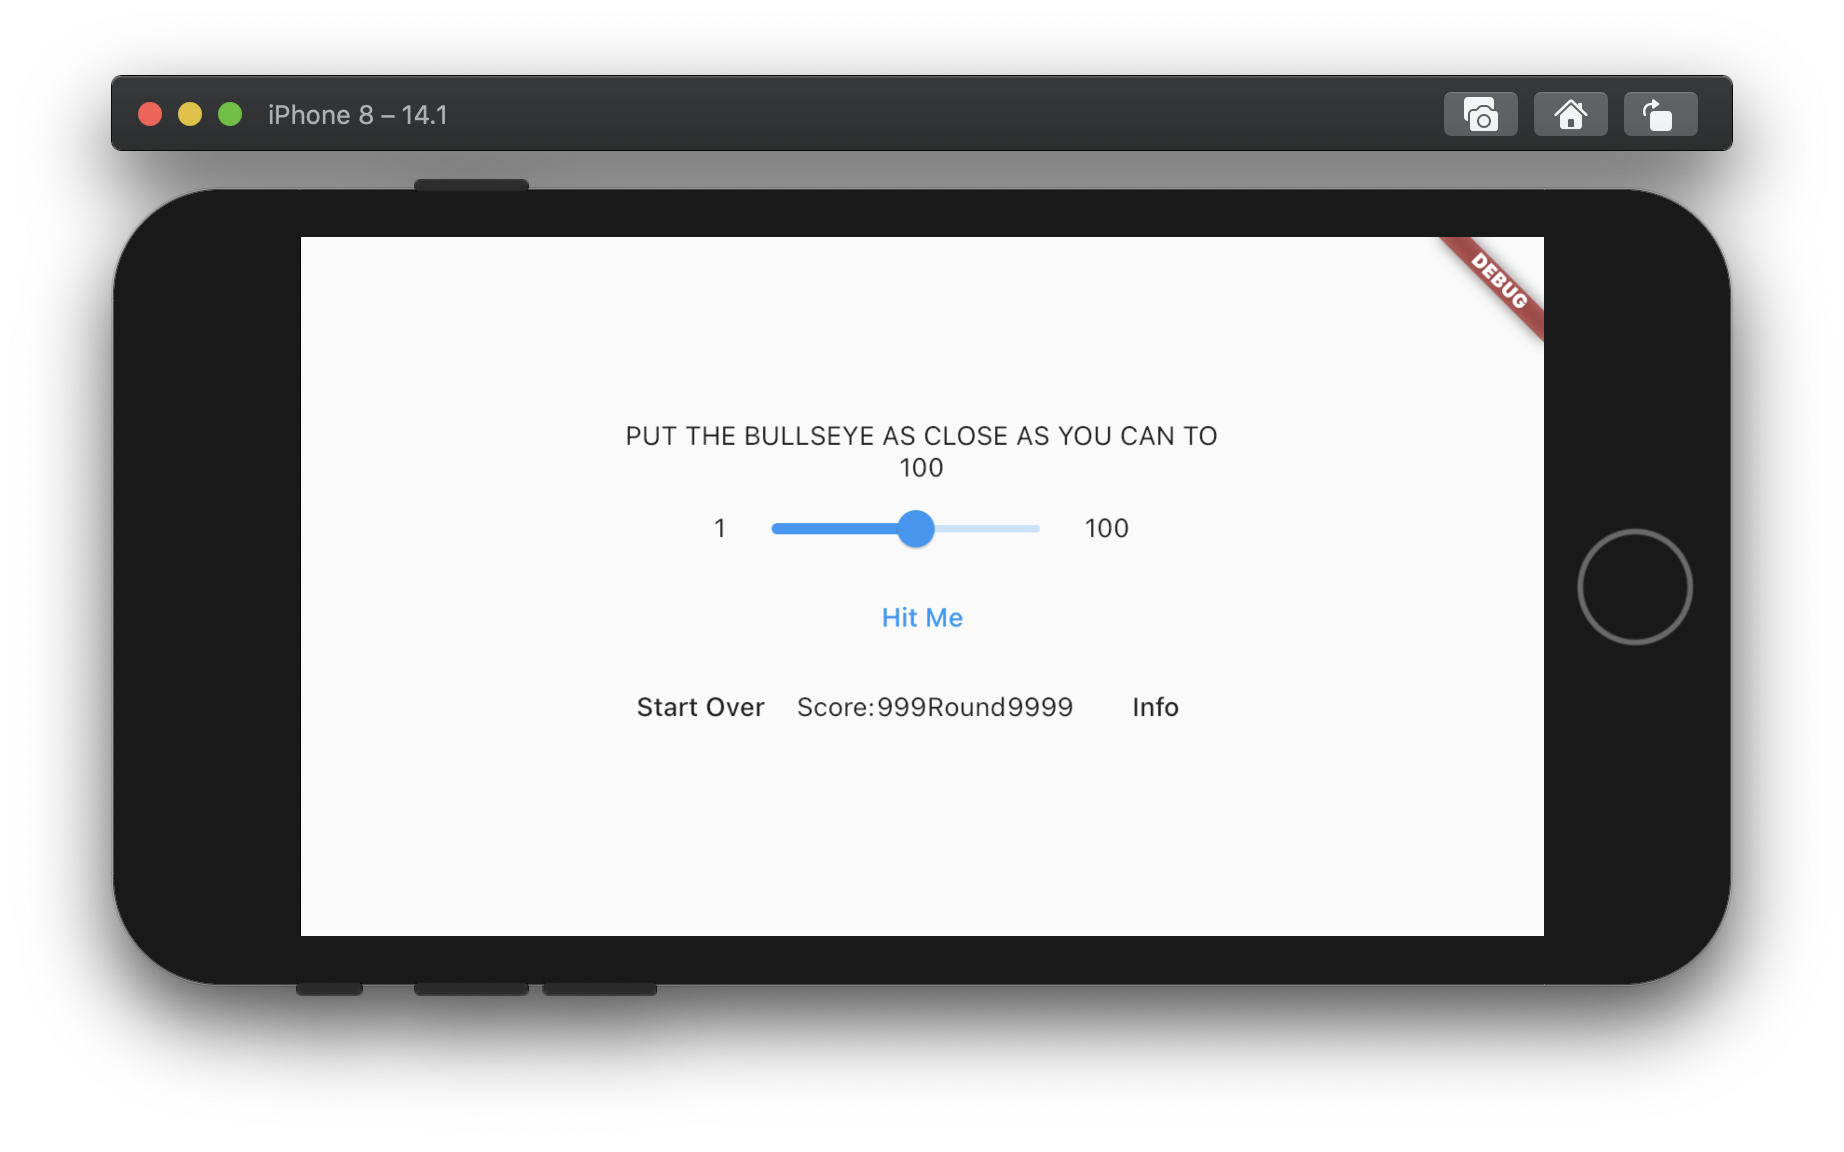 iPhone 8 – 14.1
DEBUG
PUT THE BULLSEYE AS CLOSE AS YOU CAN TO
100
1 100
Hit Me
Start Over Score:999Round9999 Info